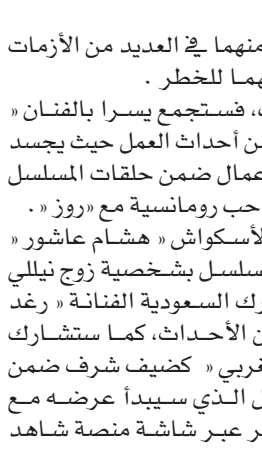 منهما في العديد من الأزمات
هما للخطر .
، فستجمع يسرا بالفنان «
ن أحداث العمل حيث يجسد
عمال ضمن حلقات المسلسل
حب رومانسية مع «روز « .
لأسكواش « هشام عاشور «
سلسل بشخصية زوج نيللي
رك السعودية الفنانة « رغد
ن الأحداث، كما ستشارك
غربي « كضيف شرف ضمن
ل الذي سيبدأ عرضه مع
ر عبر شاشة منصة شاهد